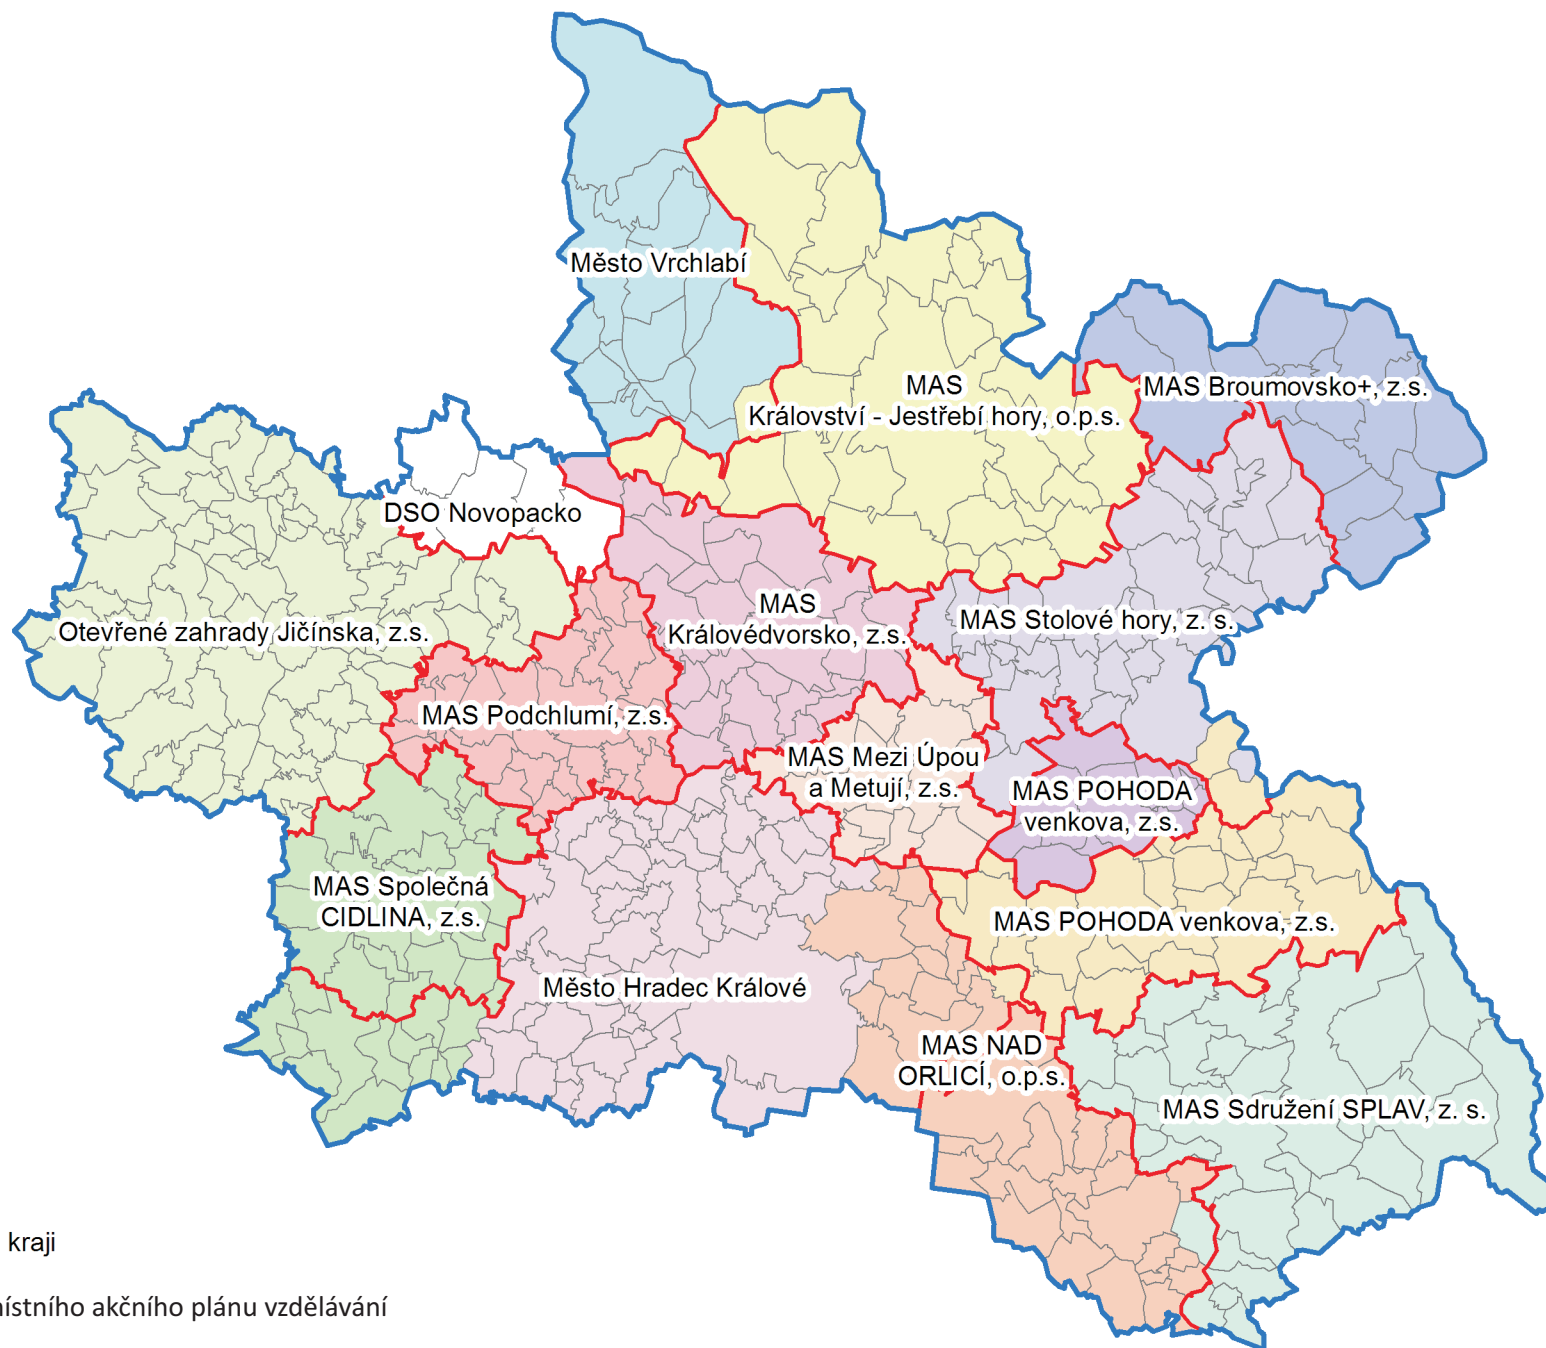 Město Vrchlabí
MAS
Království - Jestřebí hory, o.p.s.
MAS Broumovsko+, z.s.
DSO Novopacko
Otevřené zahrady Jičínska, z.s.
MAS
Královédvorsko, z.s.
MAS Stolové hory, z. s.
MAS Podchlumí, z.s.
MAS Mezi Úpou
a Metují, z.s.
MAS POHODA
venkova, z.s.
MAS Společná
CIDLINA, z.s.
MAS POHODA venkova, z.s.
Město Hradec Králové
MAS NAD
ORLICÍ, o.p.s.
MAS Sdružení SPLAV, z. s.
kraji
místního akčního plánu vzdělávání